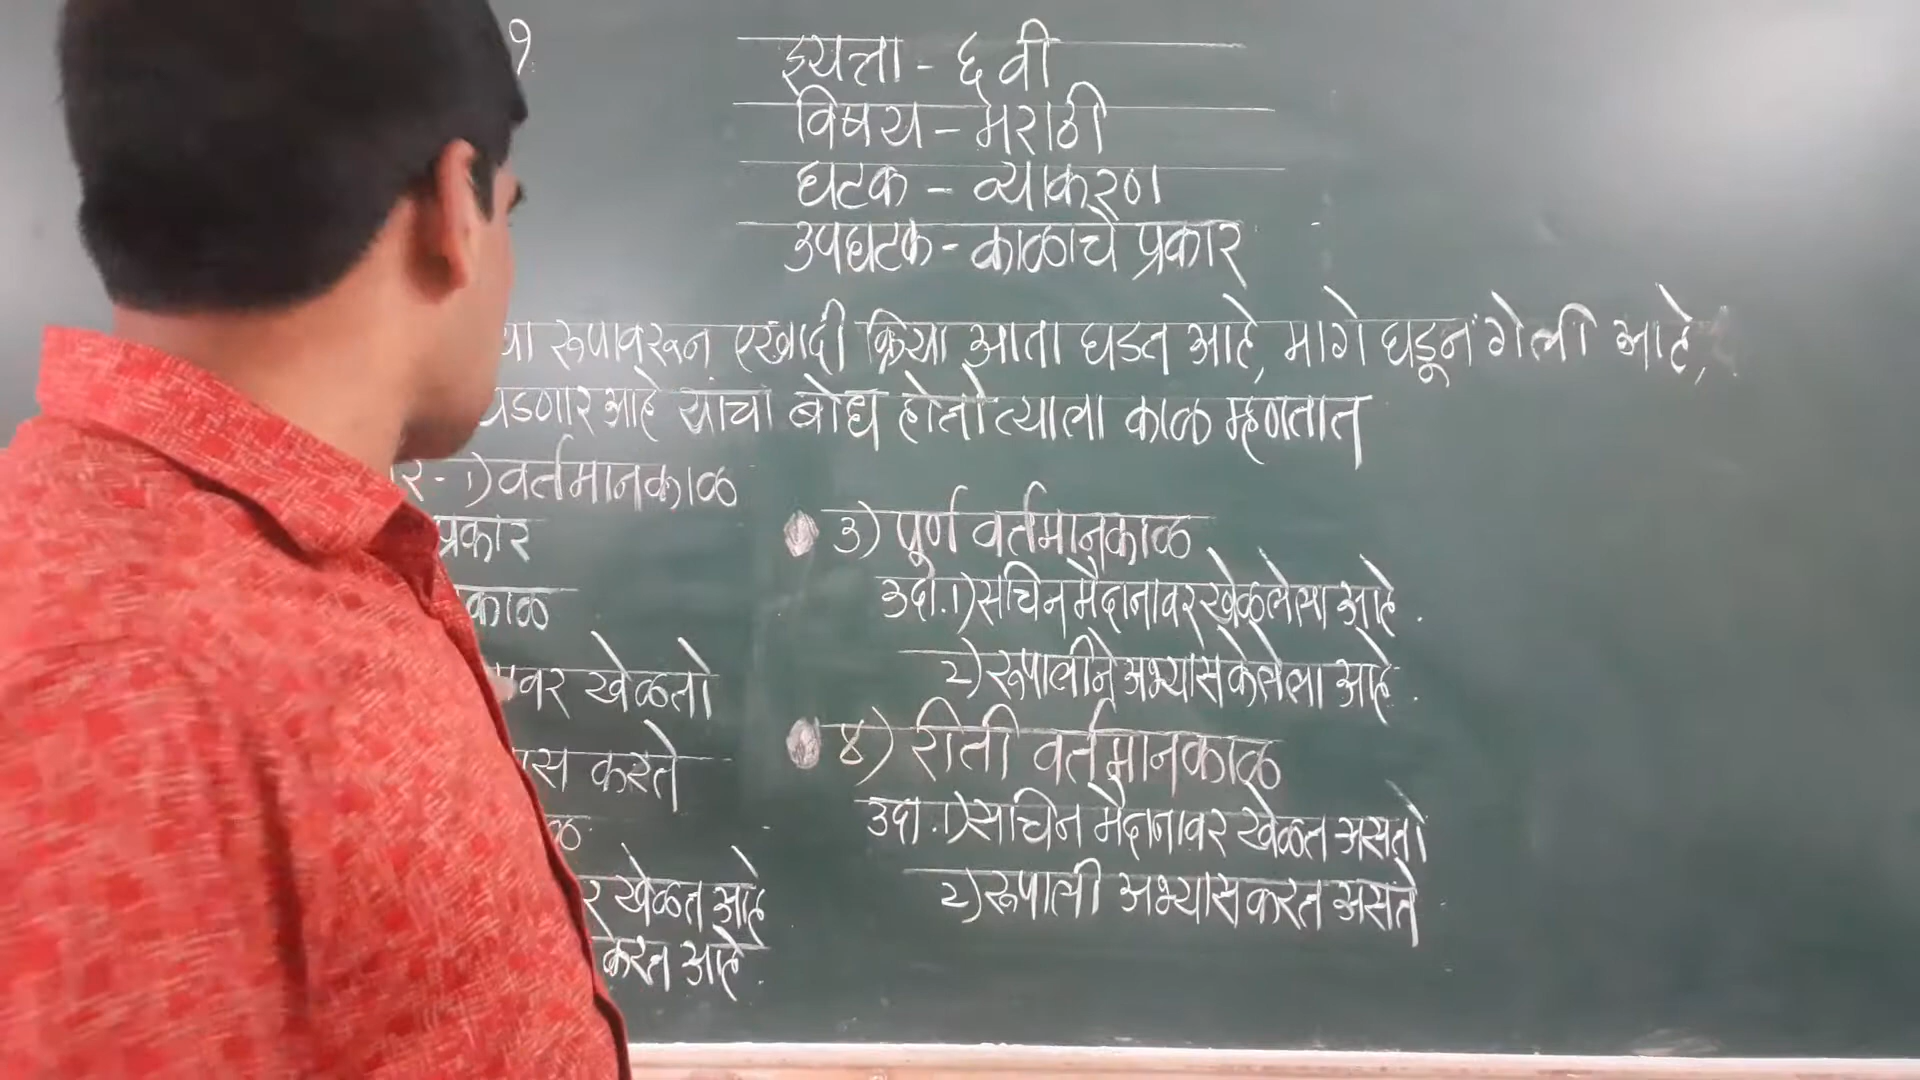 १
इयत्ता - ६ वी
विषय - मराठी
घटक - व्याकरण
उपघटक - काळाचे प्रकार
रूपावरून एखादी क्रिया आता घडत आहे, मागे घडून गेली आहे,
घडणार आहे यांचा बोध होतो त्याला काळ म्हणतात
र - १) वर्तमानकाळ
प्रकार
काळ
वर खेळतो
स करते
ळ
र खेळत आहे
करत आहे.
३) पूर्ण वर्तमानकाळ
उदा. १) सचिन मैदानावर खेळलेला आहे.
२) रूपालीने अभ्यास केलेला आहे.
४) रीती वर्तमानकाळ
उदा. १) सचिन मैदानावर खेळत असतो
२) रूपाली अभ्यास करत असते